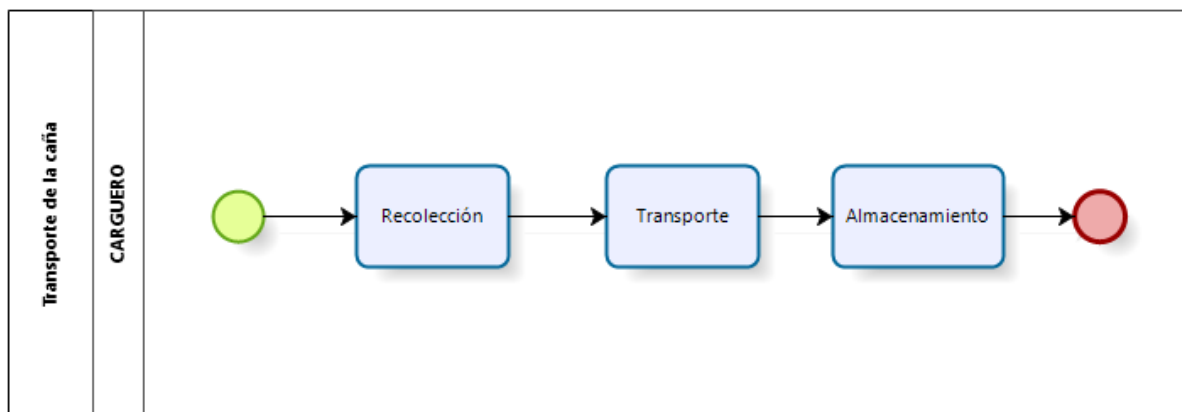 Transporte de la caña
CARGUERO
Recolección
Transporte
Almacenamiento